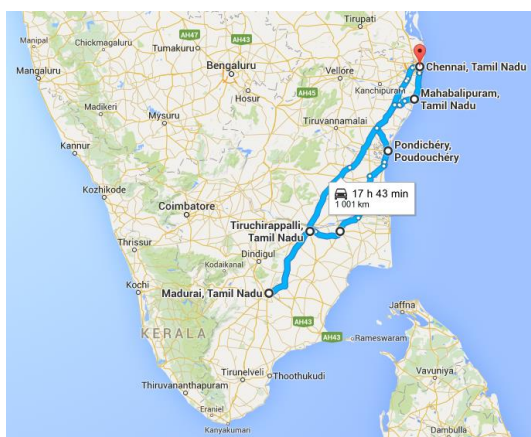 Tirupati
Manipal
Chickmagaluru
AH47
Tumakuru
AH43
Mangaluru
Bengaluru
Vellore
Chennai, Tamil Nadu
Hosur
Kanchipuram
Mahabalipuram,
Tamil Nadu
Madikeri
AH45
Mysuru
Tiruvannamalai
Kannur
Pondichéry,
Poudouchéry
Kozhikode
17 h 43 min
1 001 km
Coimbatore
Tiruchirappalli,
Tamil Nadu
Thrissur
Kodaikanal
Dindigul
Kochi
Madurai, Tamil Nadu
Jaffna
KERALA
AH43
AH43
Rameswaram
Tirunelveli
Thoothukudi
Vavuniya
Thiruvananthapuram
Eraniel
Kanyakumari
Dambulla